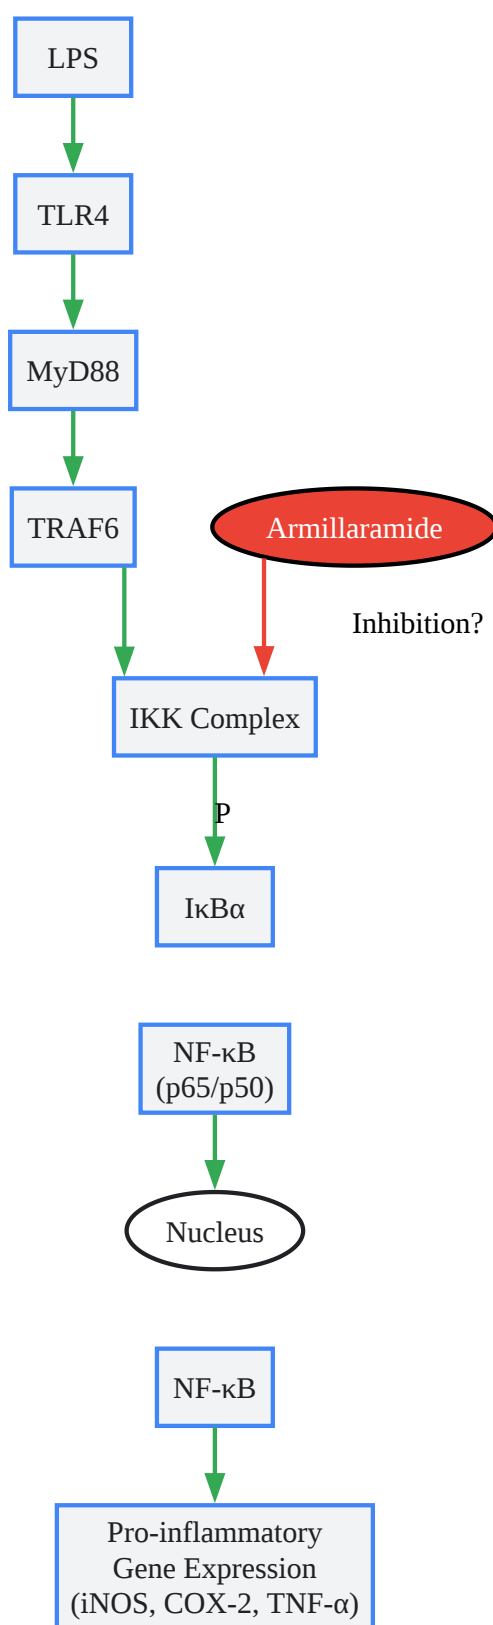 LPS
TLR4
MyD88
TRAF6
Armillaramide
Inhibition?
IKK Complex
P
IκBα
NF-κB
(p65/p50)
Nucleus
NF-κB
Pro-inflammatory
Gene Expression
(iNOS, COX-2, TNF-α)